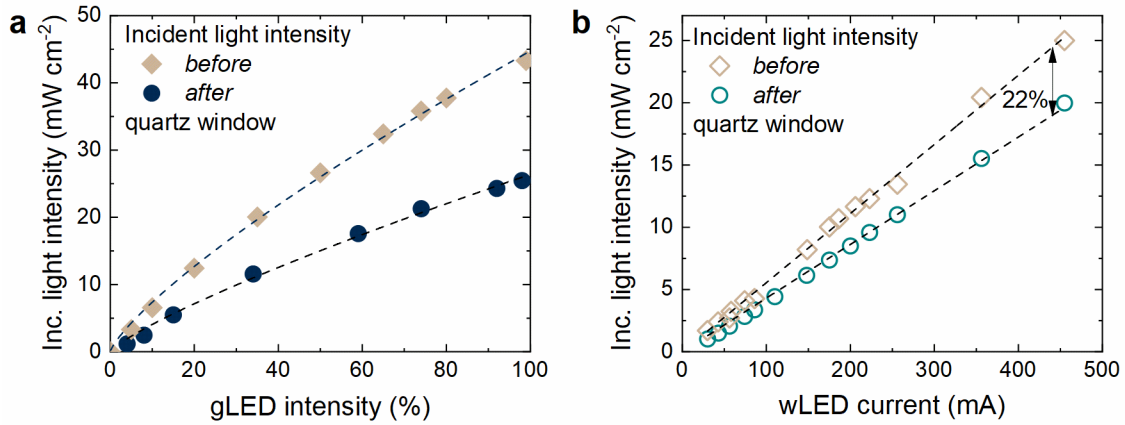 a
Incident light intensity
before
after
quartz window
Inc. light intensity (mW cm⁻²)
50
40
30
20
10
0
0 20 40 60 80 100
gLED intensity (%)
b
Incident light intensity
before
after
quartz window
22%
Inc. light intensity (mW cm⁻²)
25
20
15
10
5
0
0 100 200 300 400 500
wLED current (mA)